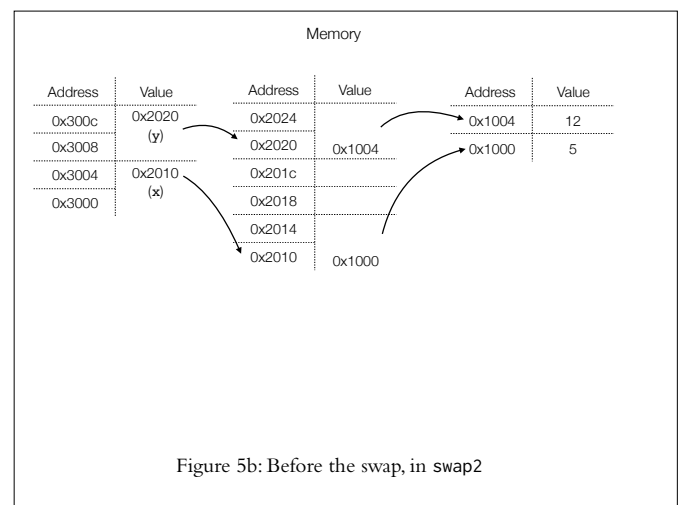 Memory
Address Value
0x300c 0x2020
(y)
0x3008
0x3004 0x2010
(x)
0x3000
Address Value
0x2024
0x2020 0x1004
0x201c
0x2018
0x2014
0x2010 0x1000
Address Value
0x1004 12
0x1000 5
Figure 5b: Before the swap, in swap2